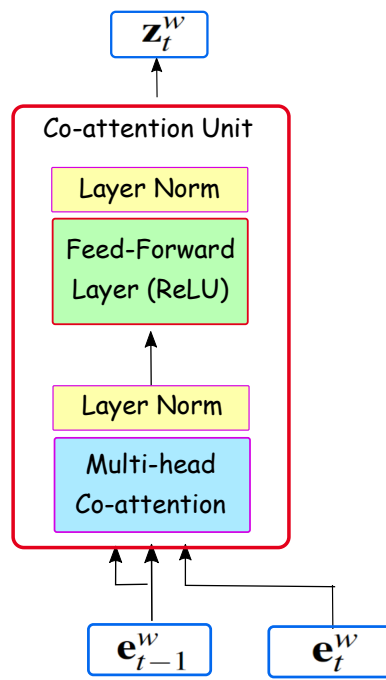 𝐳_t^w
Co-attention Unit
Layer Norm
Feed-Forward
Layer (ReLU)
Layer Norm
Multi-head
Co-attention
𝐞_{t-1}^w
𝐞_t^w